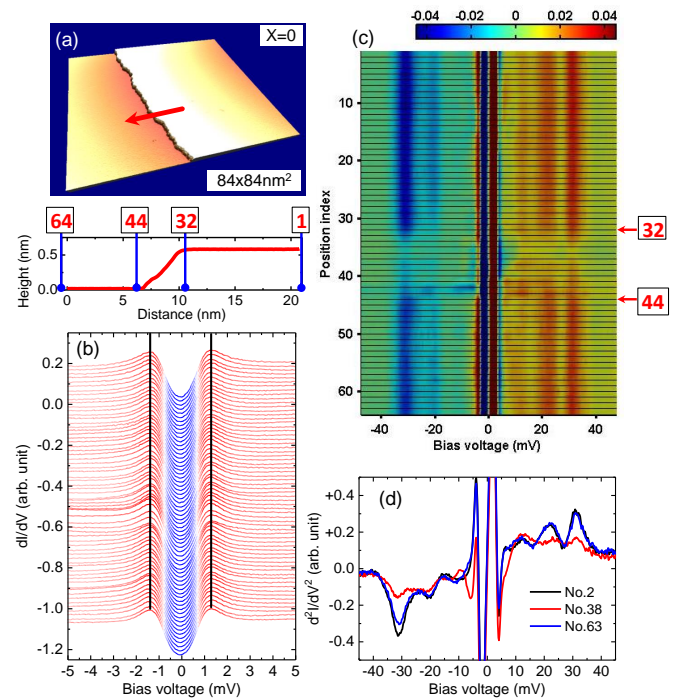 (a)
X=0
84x84nm²
64
44
32
1
Height (nm)
0.5
0.0
0
5
10
15
20
Distance (nm)
(b)
dI/dV (arb. unit)
0.2
0.0
-0.2
-0.4
-0.6
-0.8
-1.0
-1.2
-5 -4 -3 -2 -1 0 1 2 3 4 5
Bias voltage (mV)
-0.04 -0.02 0 0.02 0.04
(c)
Position index
10
20
30
40
50
60
32
44
-40 -20 0 20 40
Bias voltage (mV)
(d)
d²I/dV² (arb. unit)
+0.4
+0.2
0.0
-0.2
-0.4
No.2
No.38
No.63
-40 -20 0 20 40
Bias voltage (mV)